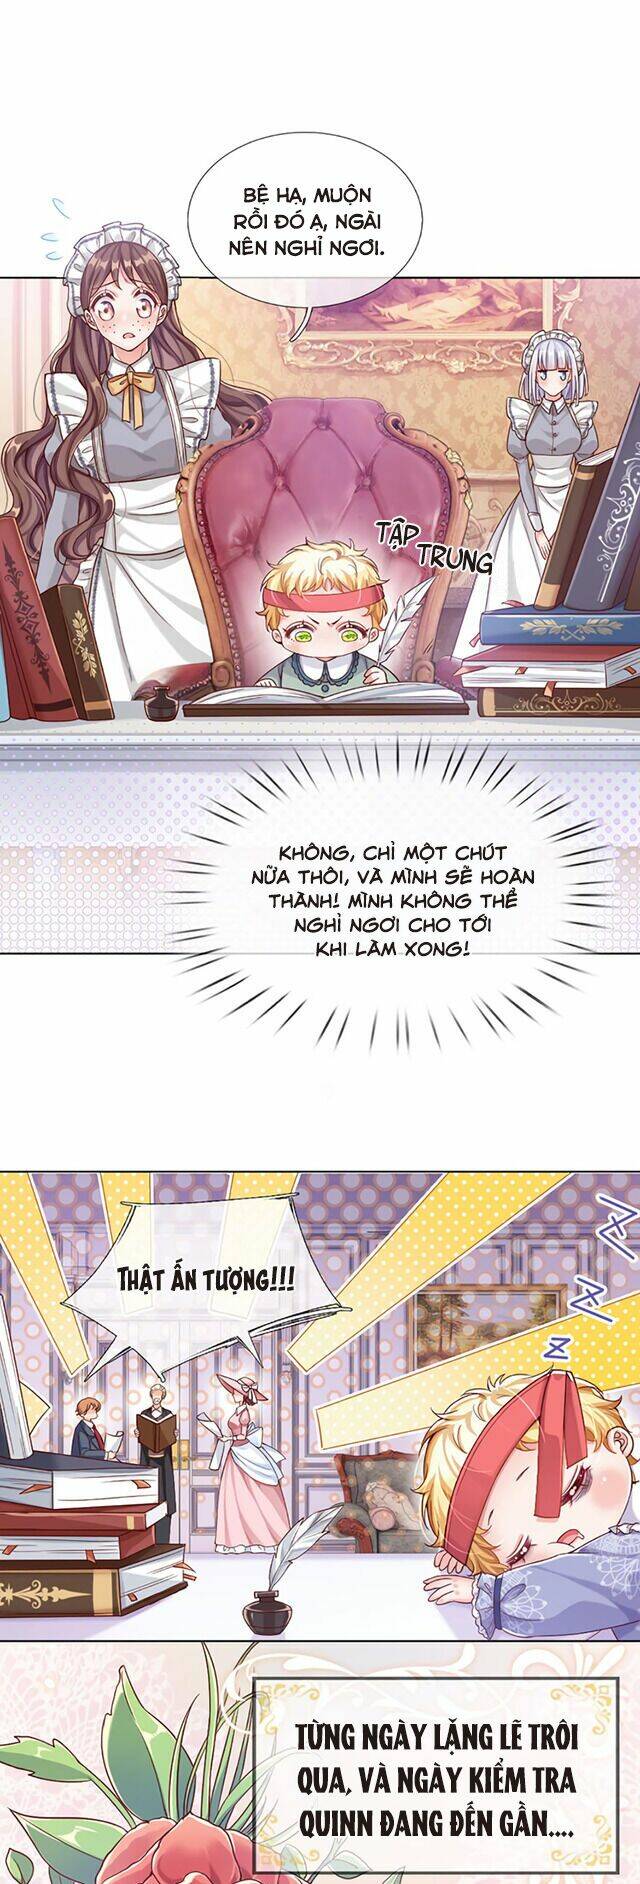 BỆ HẠ, MUỘN
RỒI ĐÓ Ạ, NGÀI
NÊN NGHỈ NGƠI.
TẬP TRUNG
KHÔNG, CHỈ MỘT CHÚT
NỮA THÔI, VÀ MÌNH SẼ HOÀN
THÀNH! MÌNH KHÔNG THỂ
NGHỈ NGƠI CHO TỚI
KHI LÀM XONG!
THẬT ẤN TƯỢNG!!!
Z
Z
Z
Z
TỪNG NGÀY LẶNG LẼ TRÔI
QUA, VÀ NGÀY KIỂM TRA
QUINN ĐANG ĐẾN GẦN....